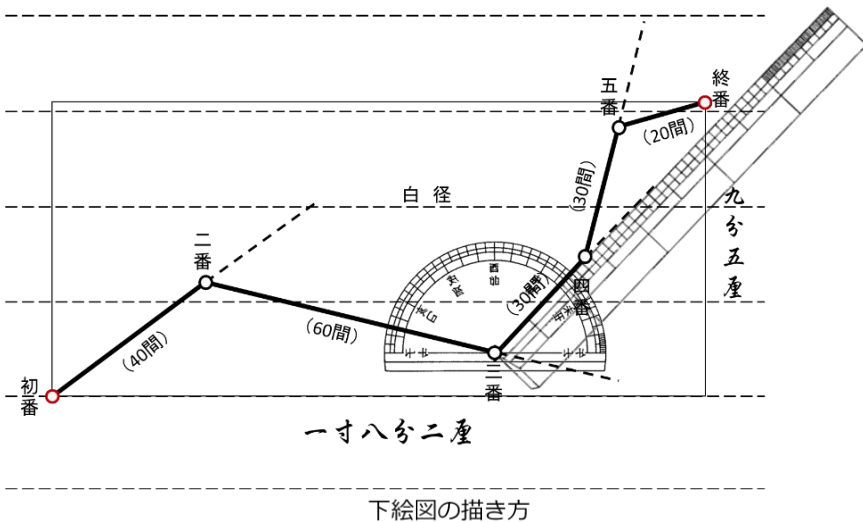 五番
終番
(20間)
(30間)
白径
九分五厘
二番
四番
(30間)
(60間)
(40間)
三番
初番
一寸八分二厘
下絵図の描き方